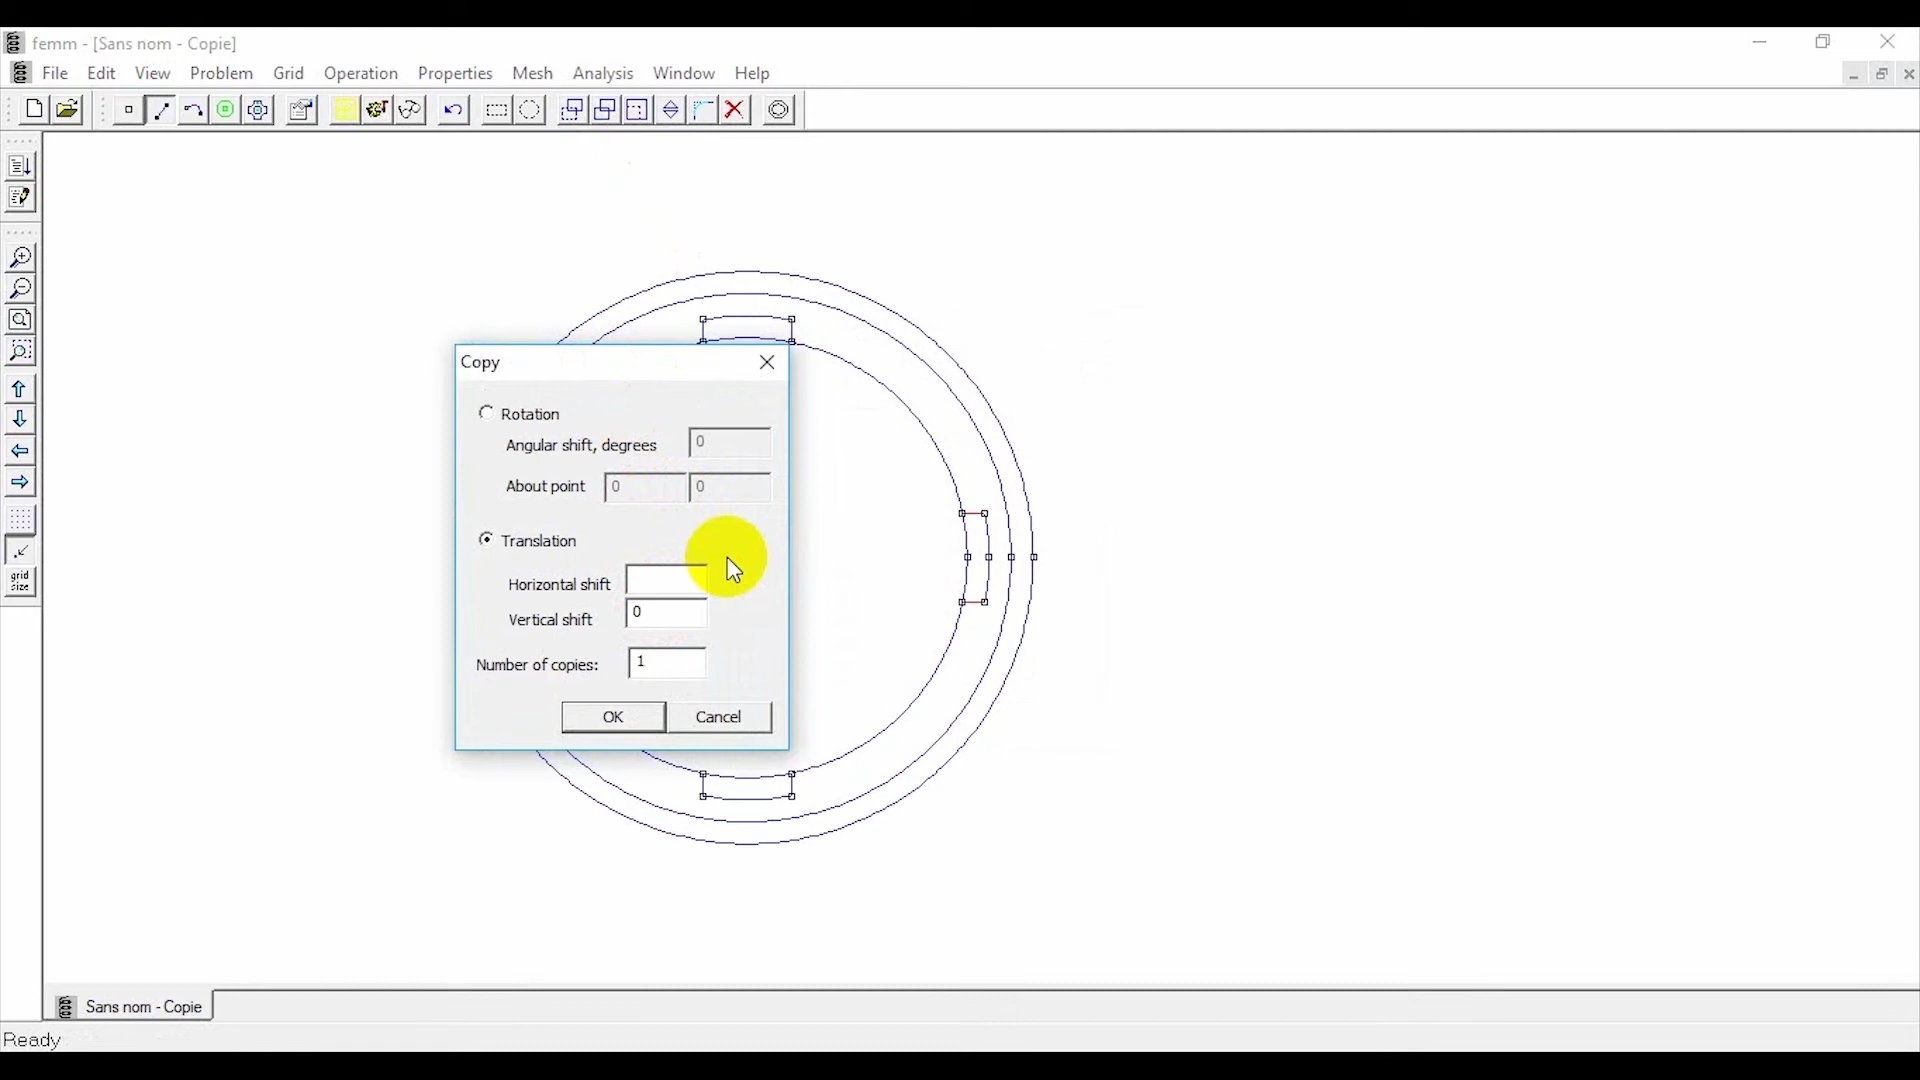 femm - [Sans nom - Copie]
File Edit View Problem Grid Operation Properties Mesh Analysis Window Help
grid
size
Copy
Rotation
Angular shift, degrees 0
About point 0 0
Translation
Horizontal shift
Vertical shift 0
Number of copies: 1
OK Cancel
Sans nom - Copie
Ready